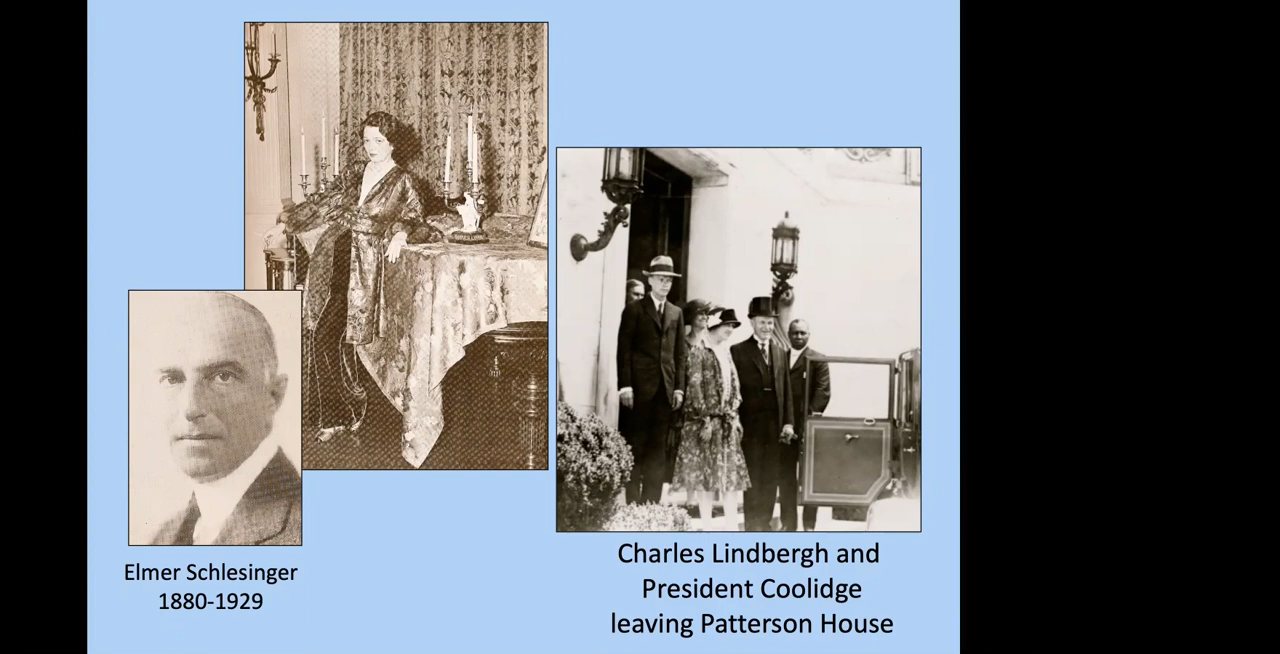 Elmer Schlesinger
1880-1929
Charles Lindbergh and
President Coolidge
leaving Patterson House